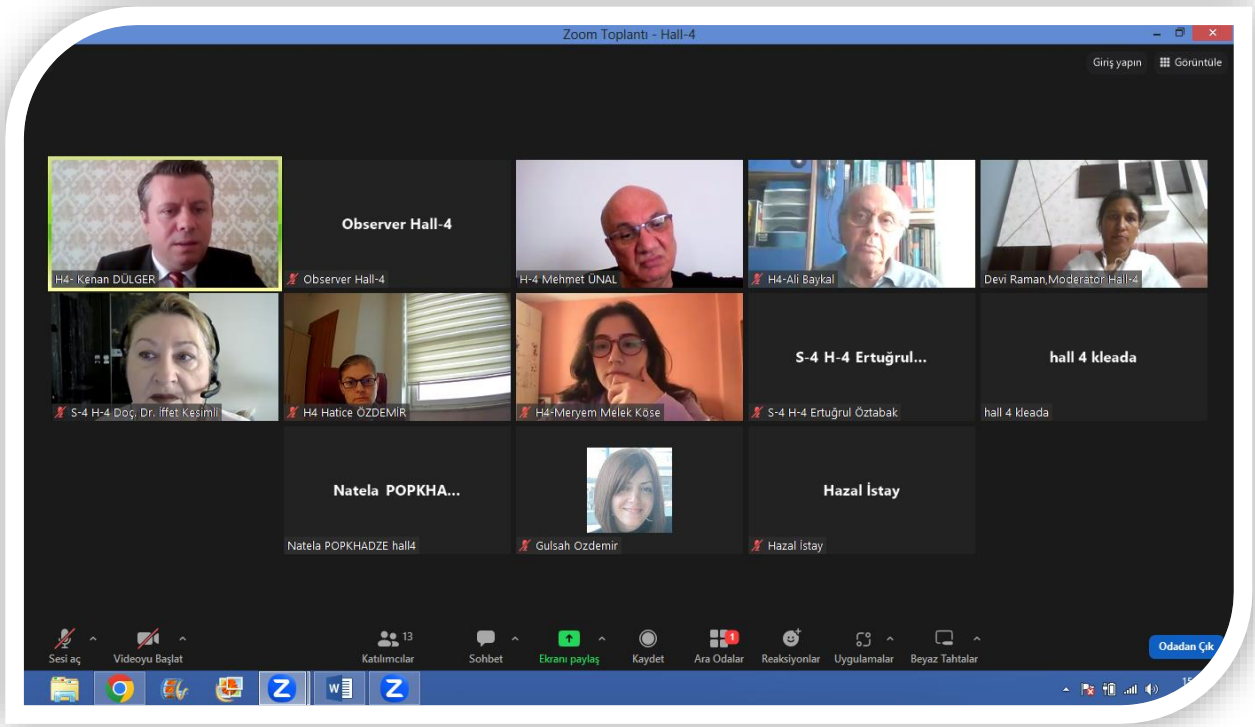 Zoom Toplantı - Hall-4
Giriş yapın
Görüntüle
H4- Kenan DÜLGER
Observer Hall-4
Observer Hall-4
H-4 Mehmet ÜNAL
H4-Ali Baykal
Devi Raman,Moderator Hall-4
S-4 H-4 Doç. Dr. İffet Kesimli
H4 Hatice ÖZDEMİR
H4-Meryem Melek Köse
S-4 H-4 Ertuğrul...
S-4 H-4 Ertuğrul Öztabak
hall 4 kleada
hall 4 kleada
Natela POPKHA...
Natela POPKHADZE hall4
Gulsah Ozdemir
Hazal İstay
Hazal İstay
Sesi aç
Videoyu Başlat
13
Katılımcılar
Sohbet
Ekranı paylaş
Kaydet
1
Ara Odalar
Reaksiyonlar
Uygulamalar
Beyaz Tahtalar
Odadan Çık